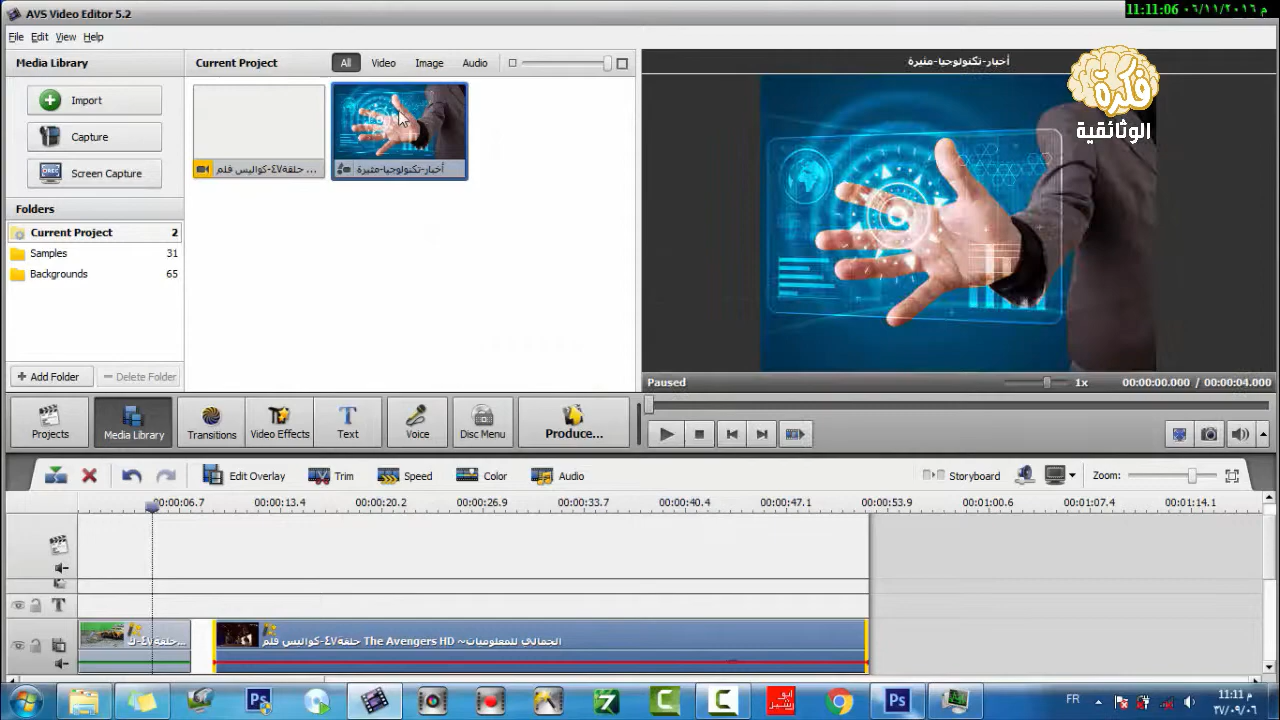 AVS Video Editor 5.2
11:11:06 م ٠٦/١١/٢٠١٦
File Edit View Help
Media Library
Current Project
All
Video
Image
Audio
أخبار-تكنولوجيا-مثيرة
فكرة
الوثائقية
Import
Capture
Screen Capture
... حلقة٤٧-كواليس فلم
أخبار-تكنولوجيا-مثيرة
Folders
Current Project 2
Samples 31
Backgrounds 65
Add Folder
Delete Folder
Paused
1x
00:00:00.000 / 00:00:04.000
Projects
Media Library
Transitions
Video Effects
Text
Voice
Disc Menu
Produce...
Edit Overlay
Trim
Speed
Color
Audio
Storyboard
Zoom:
00:00:06.7 00:00:13.4 00:00:20.2 00:00:26.9 00:00:33.7 00:00:40.4 00:00:47.1 00:00:53.9 00:01:00.6 00:01:07.4 00:01:14.1
حلقة٤٧-ك...
حلقة٤٧-كواليس فلم The Avengers HD ~الجمالي للمعلوميات
FR
11:11 م
٣٧/٠٩/٠٦